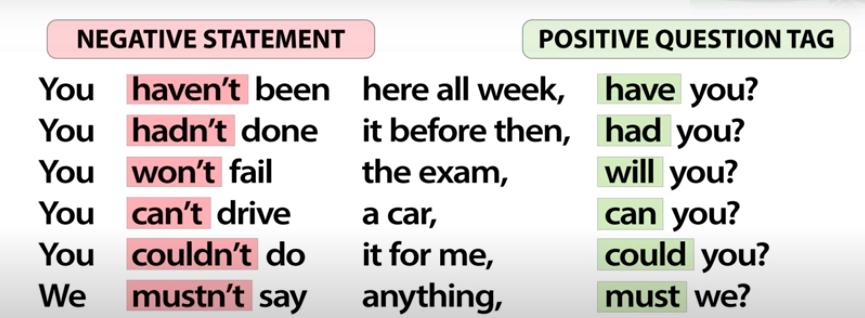 NEGATIVE STATEMENT POSITIVE QUESTION TAG
You haven't been here all week, have you?
You hadn't done it before then, had you?
You won't fail the exam, will you?
You can't drive a car, can you?
You couldn't do it for me, could you?
We mustn't say anything, must we?